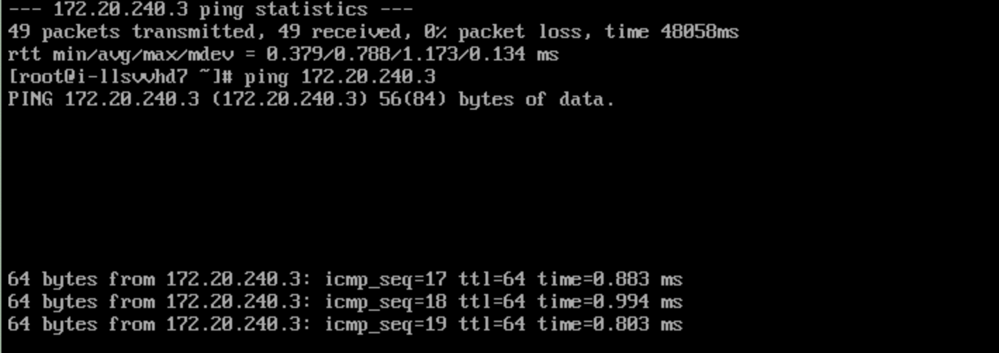 --- 172.20.240.3 ping statistics ---
49 packets transmitted, 49 received, 0% packet loss, time 48058ms
rtt min/avg/max/mdev = 0.379/0.788/1.173/0.134 ms
[root@i-llsvvhd7 ~]# ping 172.20.240.3
PING 172.20.240.3 (172.20.240.3) 56(84) bytes of data.
64 bytes from 172.20.240.3: icmp_seq=17 ttl=64 time=0.883 ms
64 bytes from 172.20.240.3: icmp_seq=18 ttl=64 time=0.994 ms
64 bytes from 172.20.240.3: icmp_seq=19 ttl=64 time=0.803 ms